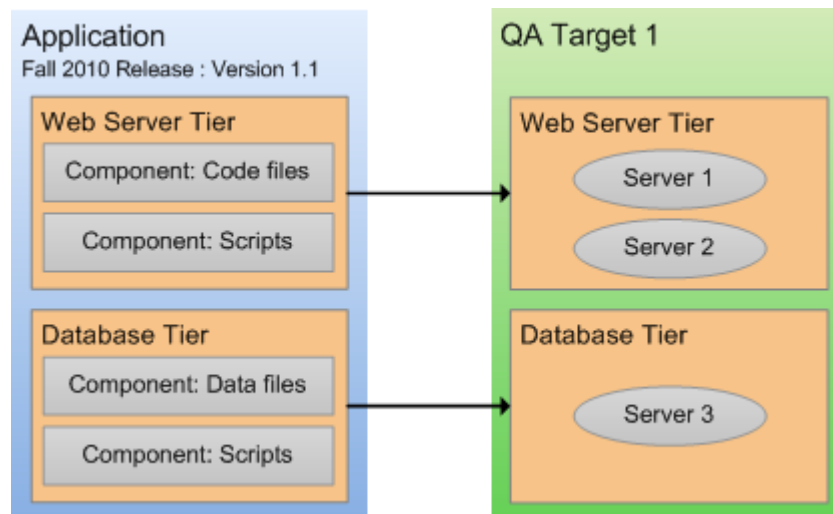 Application
Fall 2010 Release : Version 1.1
Web Server Tier
Component: Code files
Component: Scripts
Database Tier
Component: Data files
Component: Scripts
QA Target 1
Web Server Tier
Server 1
Server 2
Database Tier
Server 3